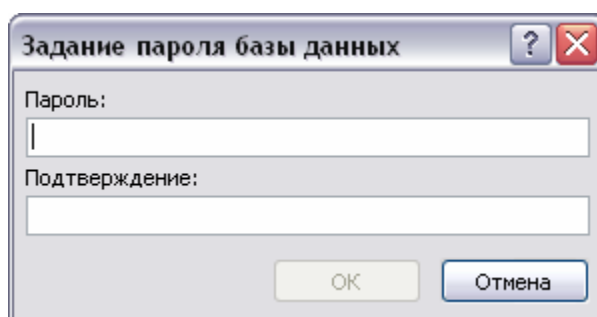 Задание пароля базы данных
?
Пароль:
Подтверждение:
ОК
Отмена